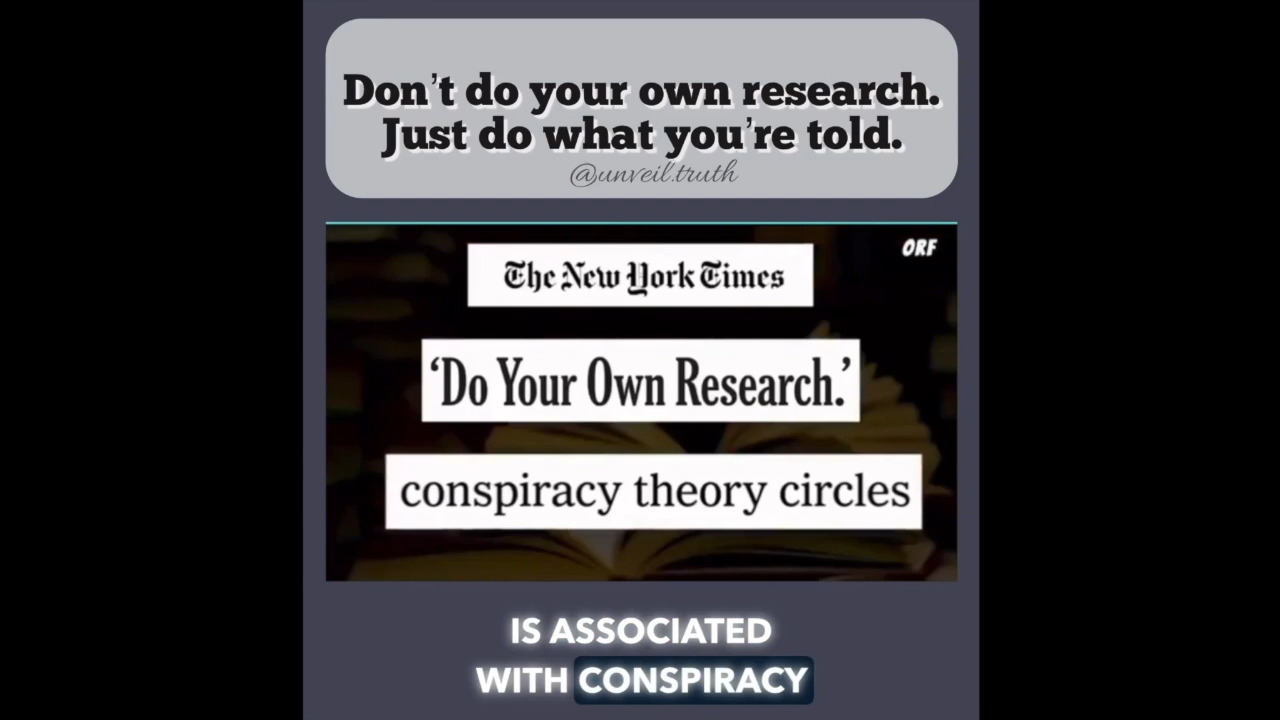 Don't do your own research.
Just do what you're told.
@unveil.truth
ORF
The New York Times
‘Do Your Own Research.’
conspiracy theory circles
IS ASSOCIATED
WITH CONSPIRACY